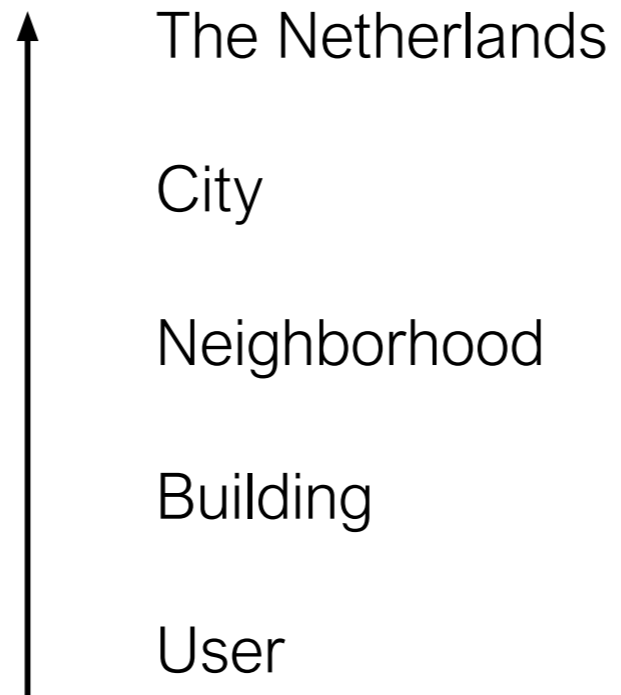 The Netherlands
City
Neighborhood
Building
User